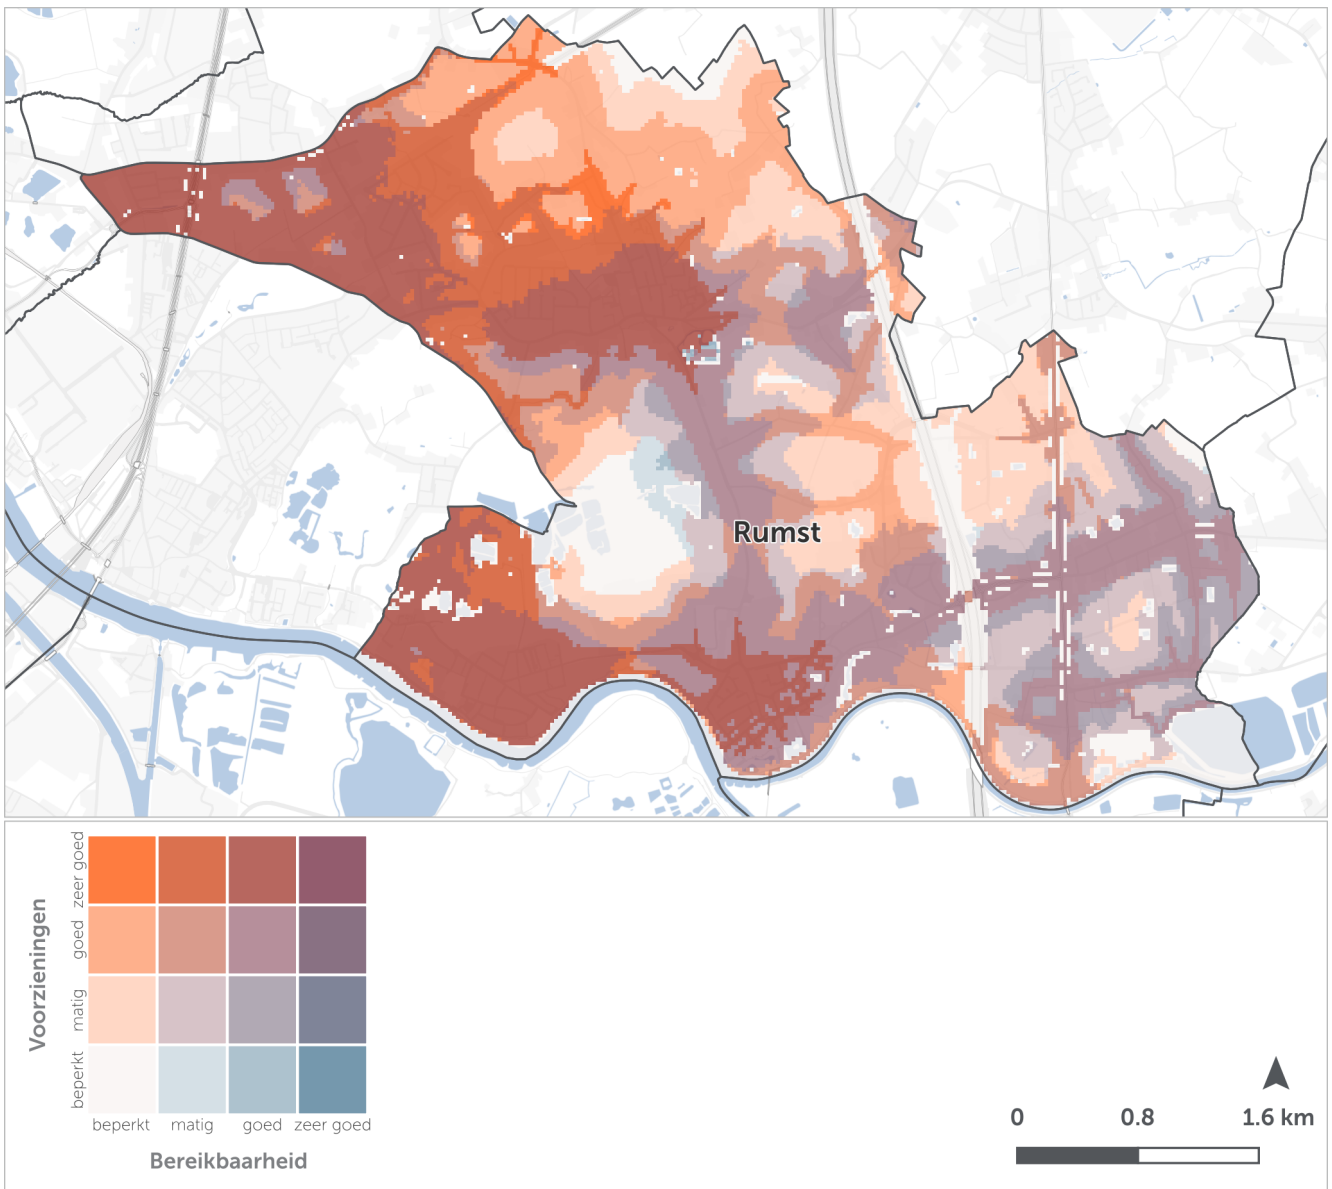 Rumst
Voorzieningen
zeer goed
goed
matig
beperkt
beperkt matig goed zeer goed
Bereikbaarheid
0 0.8 1.6 km